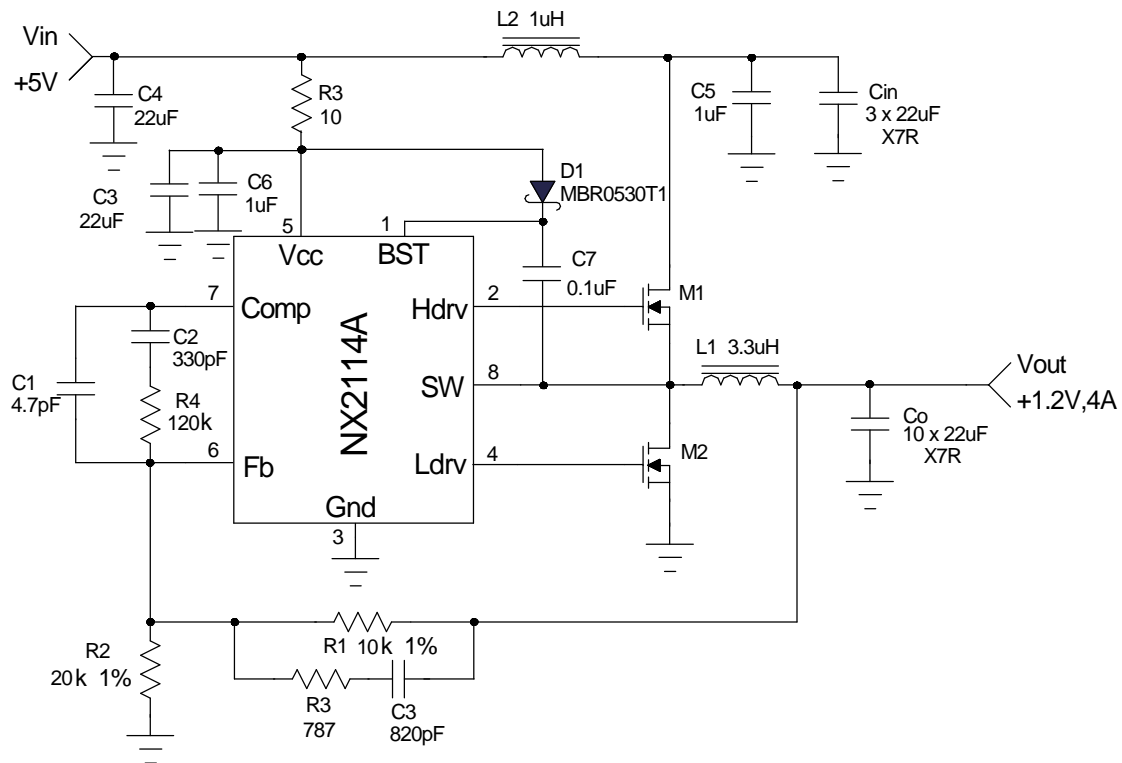 L2 1uH
Vin
+5V
C4
22uF
R3
10
C5
1uF
Cin
3 x 22uF
X7R
D1
MBR0530T1
C3
22uF
C6
1uF
5
1
Vcc
BST
C7
0.1uF
7
Comp
2
Hdrv
M1
C2
330pF
C1
4.7pF
R4
120k
NX2114A
8
SW
L1 3.3uH
Vout
+1.2V,4A
Co
10 x 22uF
X7R
6
Fb
4
Ldrv
M2
Gnd
3
R2
20k 1%
R1 10k 1%
R3
787
C3
820pF